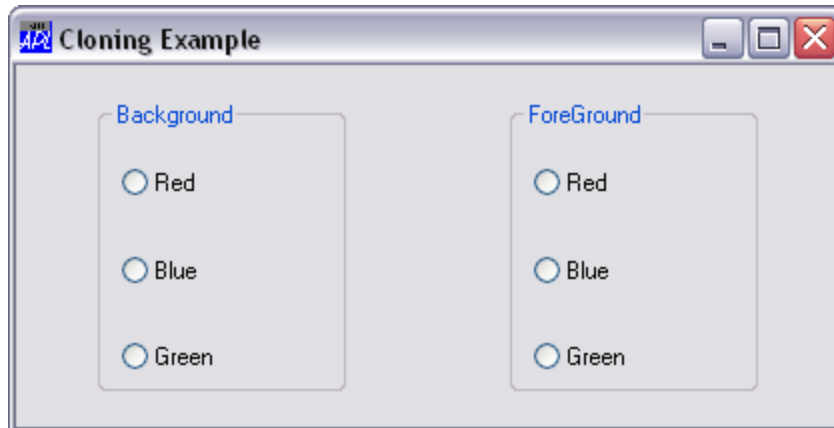 Cloning Example
Background
Red
Blue
Green
ForeGround
Red
Blue
Green